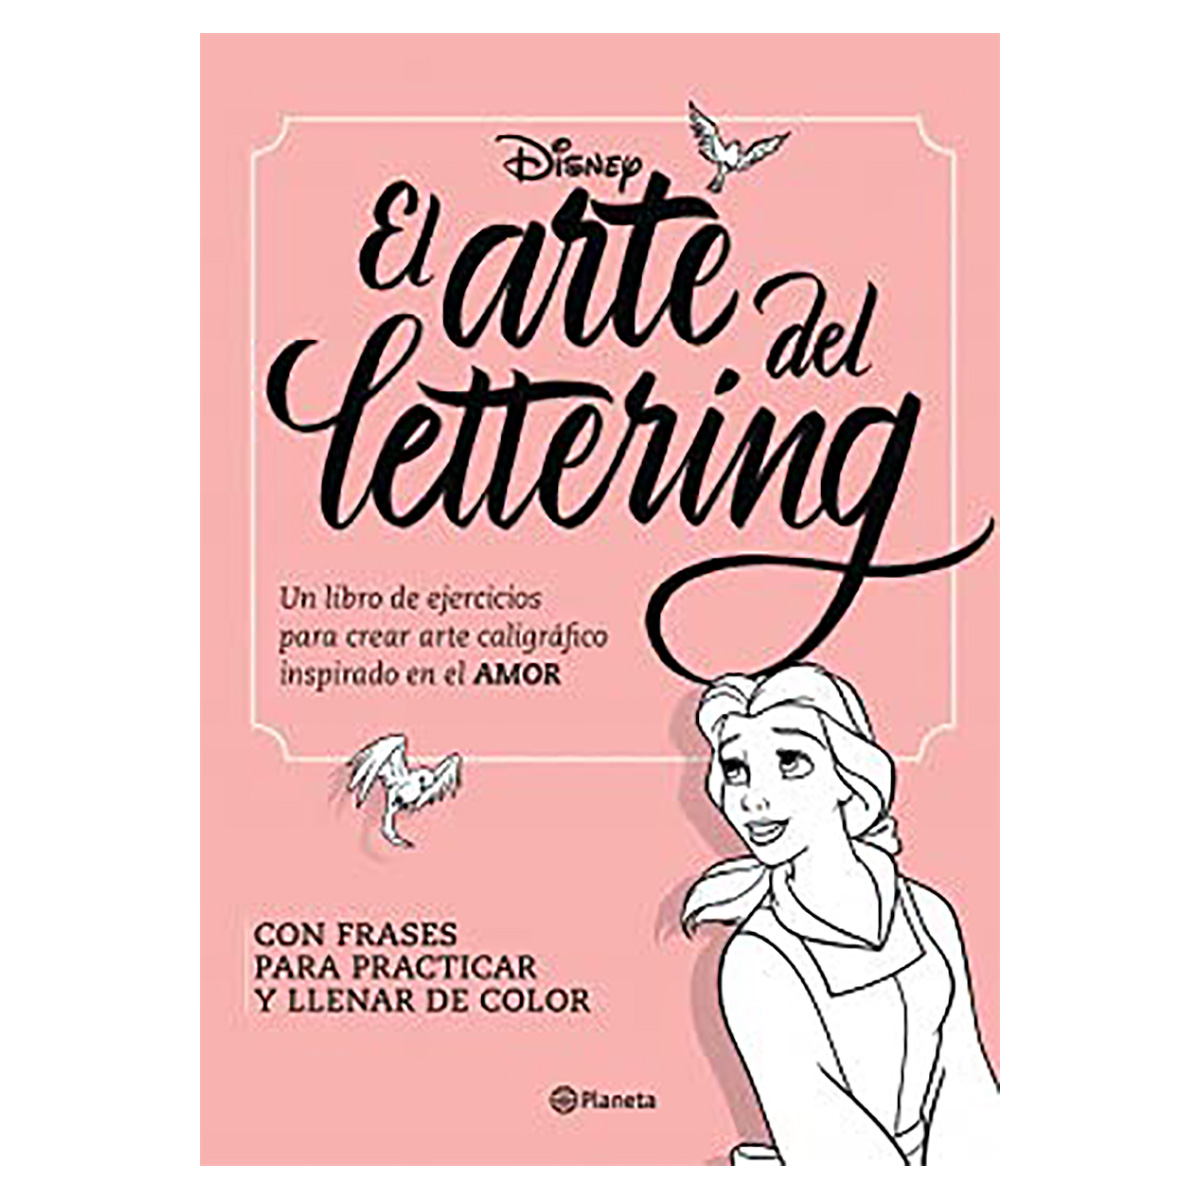 Disney
El arte del
lettering
Un libro de ejercicios
para crear arte caligráfico
inspirado en el AMOR
CON FRASES
PARA PRACTICAR
Y LLENAR DE COLOR
Planeta